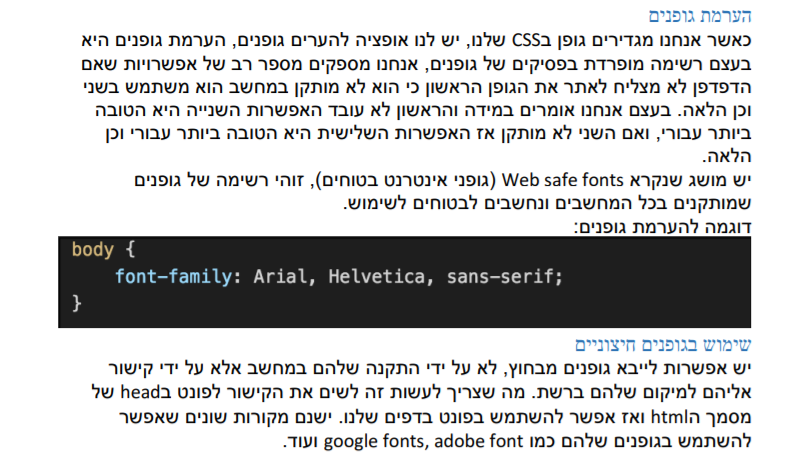 הערמת גופנים
כאשר אנחנו מגדירים גופן בCSS שלנו, יש לנו אופציה להערים גופנים, הערמת גופנים היא
בעצם רשימה מופרדת בפסיקים של גופנים, אנחנו מספקים מספר רב של אפשרויות שאם
הדפדפן לא מצליח לאתר את הגופן הראשון כי הוא לא מותקן במחשב הוא משתמש בשני
וכן הלאה. בעצם אנחנו אומרים במידה והראשון לא עובד האפשרות השנייה היא הטובה
ביותר עבורי, ואם השני לא מותקן אז האפשרות השלישית היא הטובה ביותר עבורי וכן
הלאה.
יש מושג שנקרא Web safe fonts (גופני אינטרנט בטוחים), זוהי רשימה של גופנים
שמותקנים בכל המחשבים ונחשבים לבטוחים לשימוש.
דוגמה להערמת גופנים:
body {
    font-family: Arial, Helvetica, sans-serif;
}
שימוש בגופנים חיצוניים
יש אפשרות לייבא גופנים מבחוץ, לא על ידי התקנה שלהם במחשב אלא על ידי קישור
אליהם למיקום שלהם ברשת. מה שצריך לעשות זה לשים את הקישור לפונט בhead של
מסמך הhtml ואז אפשר להשתמש בפונט בדפים שלנו. ישנם מקורות שונים שאפשר
להשתמש בגופנים שלהם כמו google fonts, adobe font ועוד.